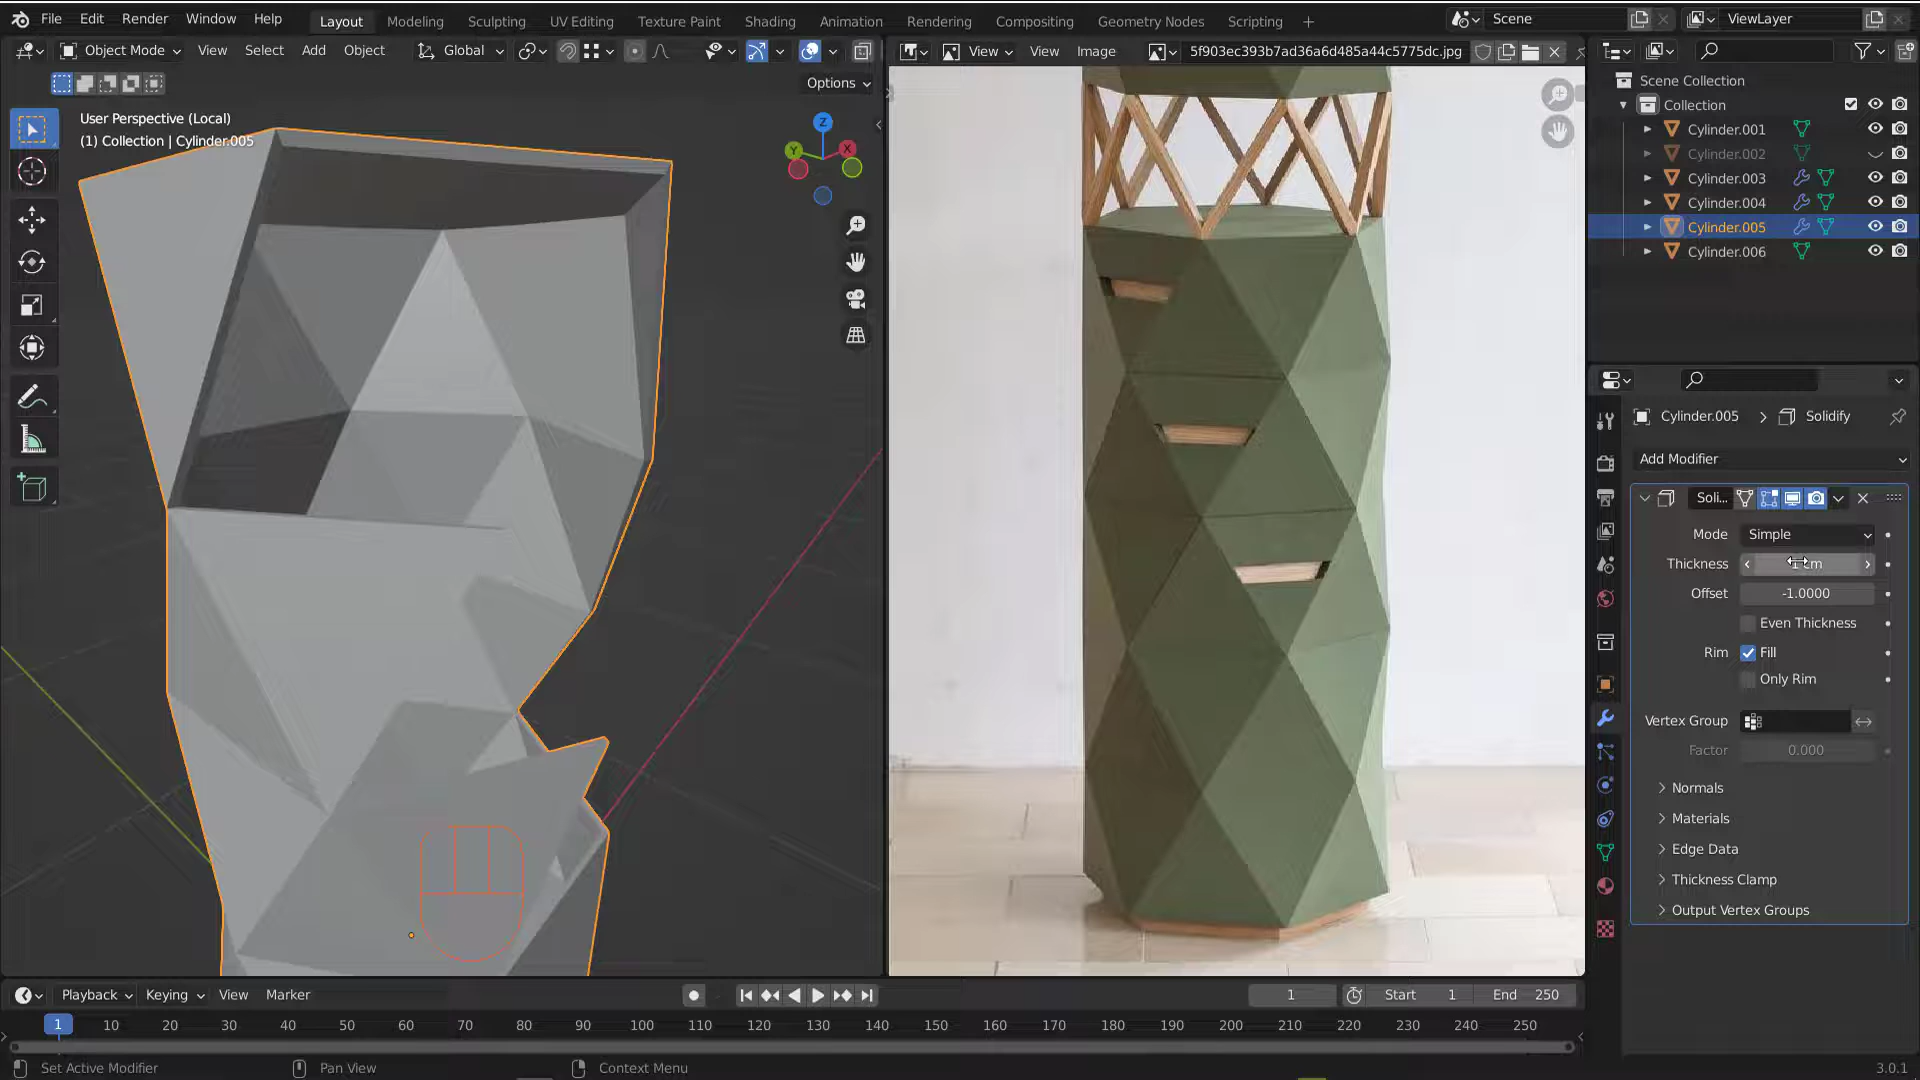 File Edit Render Window Help
Layout Modeling Sculpting UV Editing Texture Paint Shading Animation Rendering Compositing Geometry Nodes Scripting +
Scene
ViewLayer
Object Mode View Select Add Object Global
View View Image 5f903ec393b7ad36a6d485a44c5775dc.jpg
Options
User Perspective (Local)
(1) Collection | Cylinder.005
Z
Y
X
Scene Collection
Collection
Cylinder.001
Cylinder.002
Cylinder.003
Cylinder.004
Cylinder.005
Cylinder.006
Cylinder.005 Solidify
Add Modifier
Soli...
Mode Simple
Thickness 1 cm
Offset -1.0000
Even Thickness
Rim Fill
Only Rim
Vertex Group
Factor 0.000
Normals
Materials
Edge Data
Thickness Clamp
Output Vertex Groups
Playback Keying View Marker
1 Start 1 End 250
1 10 20 30 40 50 60 70 80 90 100 110 120 130 140 150 160 170 180 190 200 210 220 230 240 250
Set Active Modifier Pan View Context Menu 3.0.1